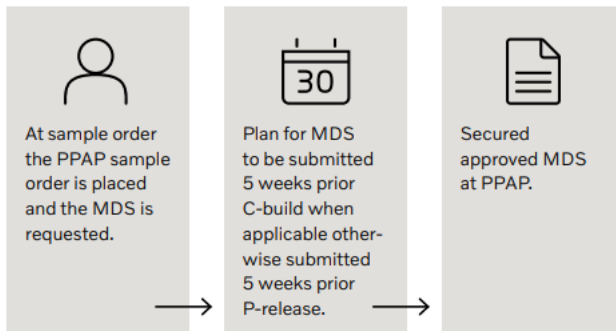 At sample order
the PPAP sample
order is placed
and the MDS is
requested.
30
Plan for MDS
to be submitted
5 weeks prior
C-build when
applicable other-
wise submitted
5 weeks prior
P-release.
Secured
approved MDS
at PPAP.